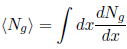 ⟨N_g⟩ = ∫ dx dN_g/dx